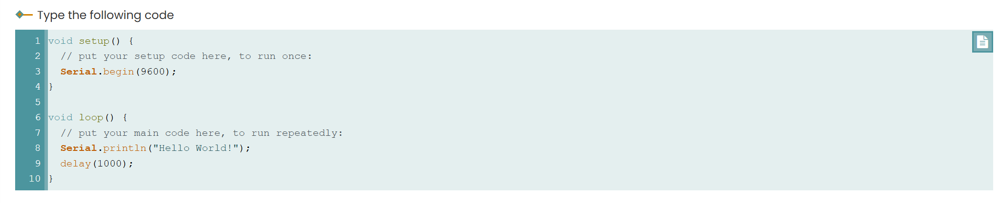 Type the following code
1 void setup() {
2   // put your setup code here, to run once:
3   Serial.begin(9600);
4 }
5
6 void loop() {
7   // put your main code here, to run repeatedly:
8   Serial.println("Hello World!");
9   delay(1000);
10 }